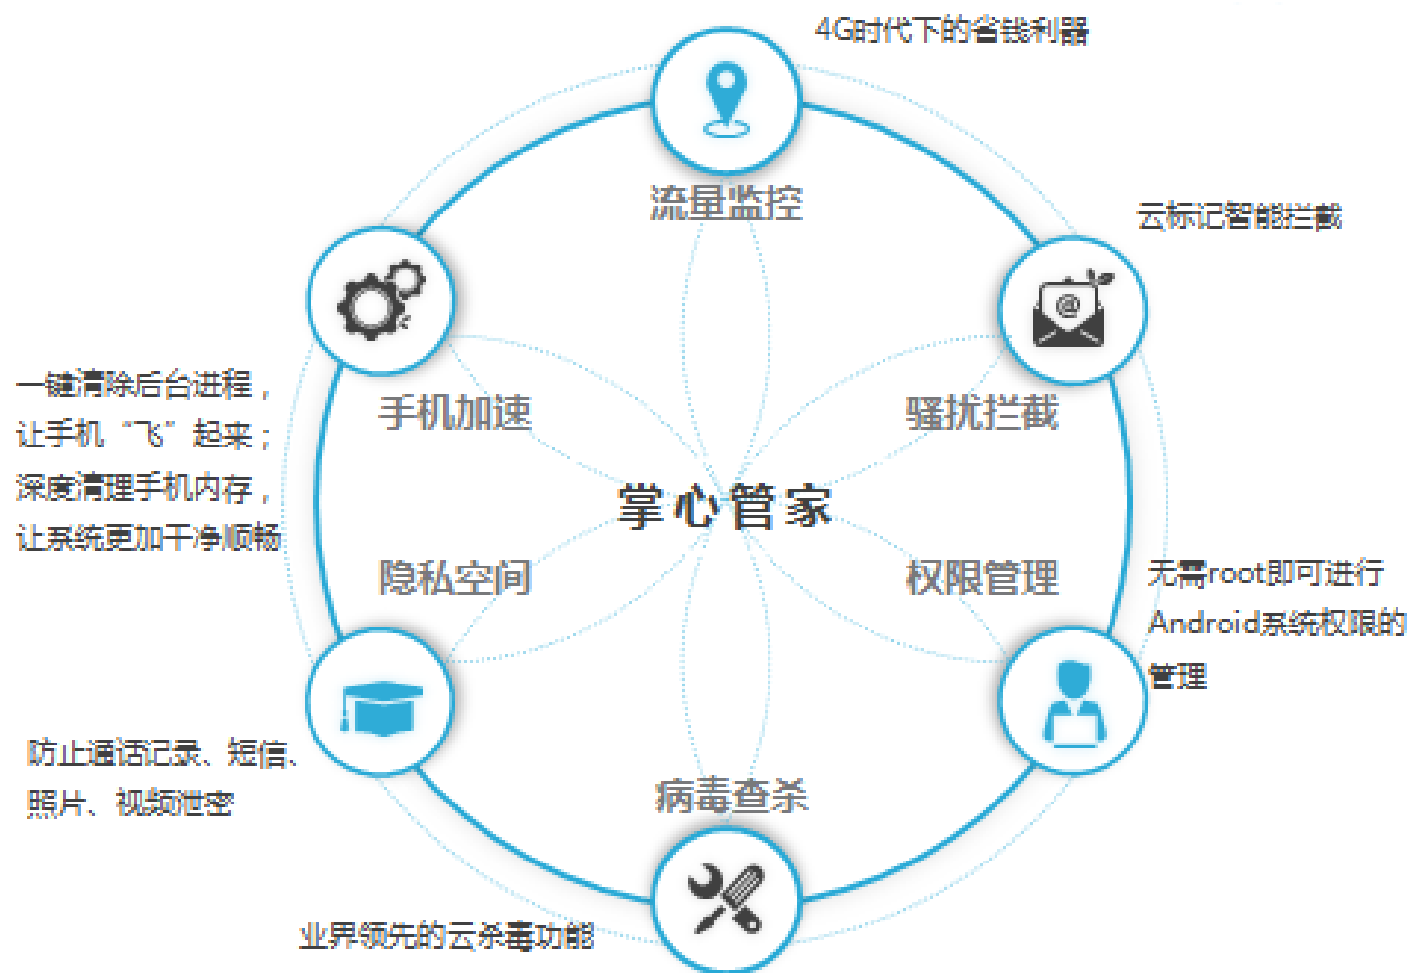 4G时代下的省钱利器
流量监控
云标记智能拦截
骚扰拦截
一键清除后台进程，
让手机“飞”起来；
深度清理手机内存，
让系统更加干净顺畅
手机加速
掌心管家
隐私空间
防止通话记录、短信、
照片、视频泄密
权限管理
无需root即可进行
Android系统权限的
管理
病毒查杀
业界领先的云杀毒功能
@